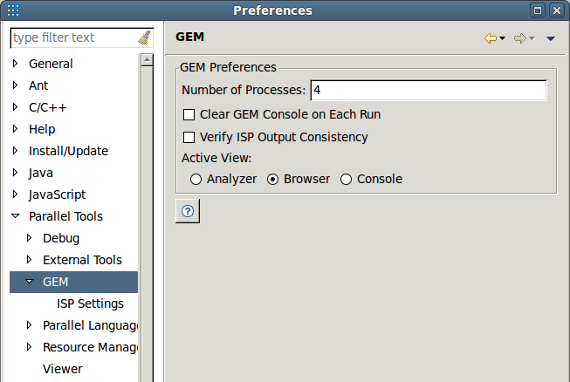 Preferences
type filter text
General
Ant
C/C++
Help
Install/Update
Java
JavaScript
Parallel Tools
Debug
External Tools
GEM
ISP Settings
Parallel Language
Resource Manag
Viewer
GEM
GEM Preferences
Number of Processes: 4
Clear GEM Console on Each Run
Verify ISP Output Consistency
Active View:
Analyzer Browser Console
?